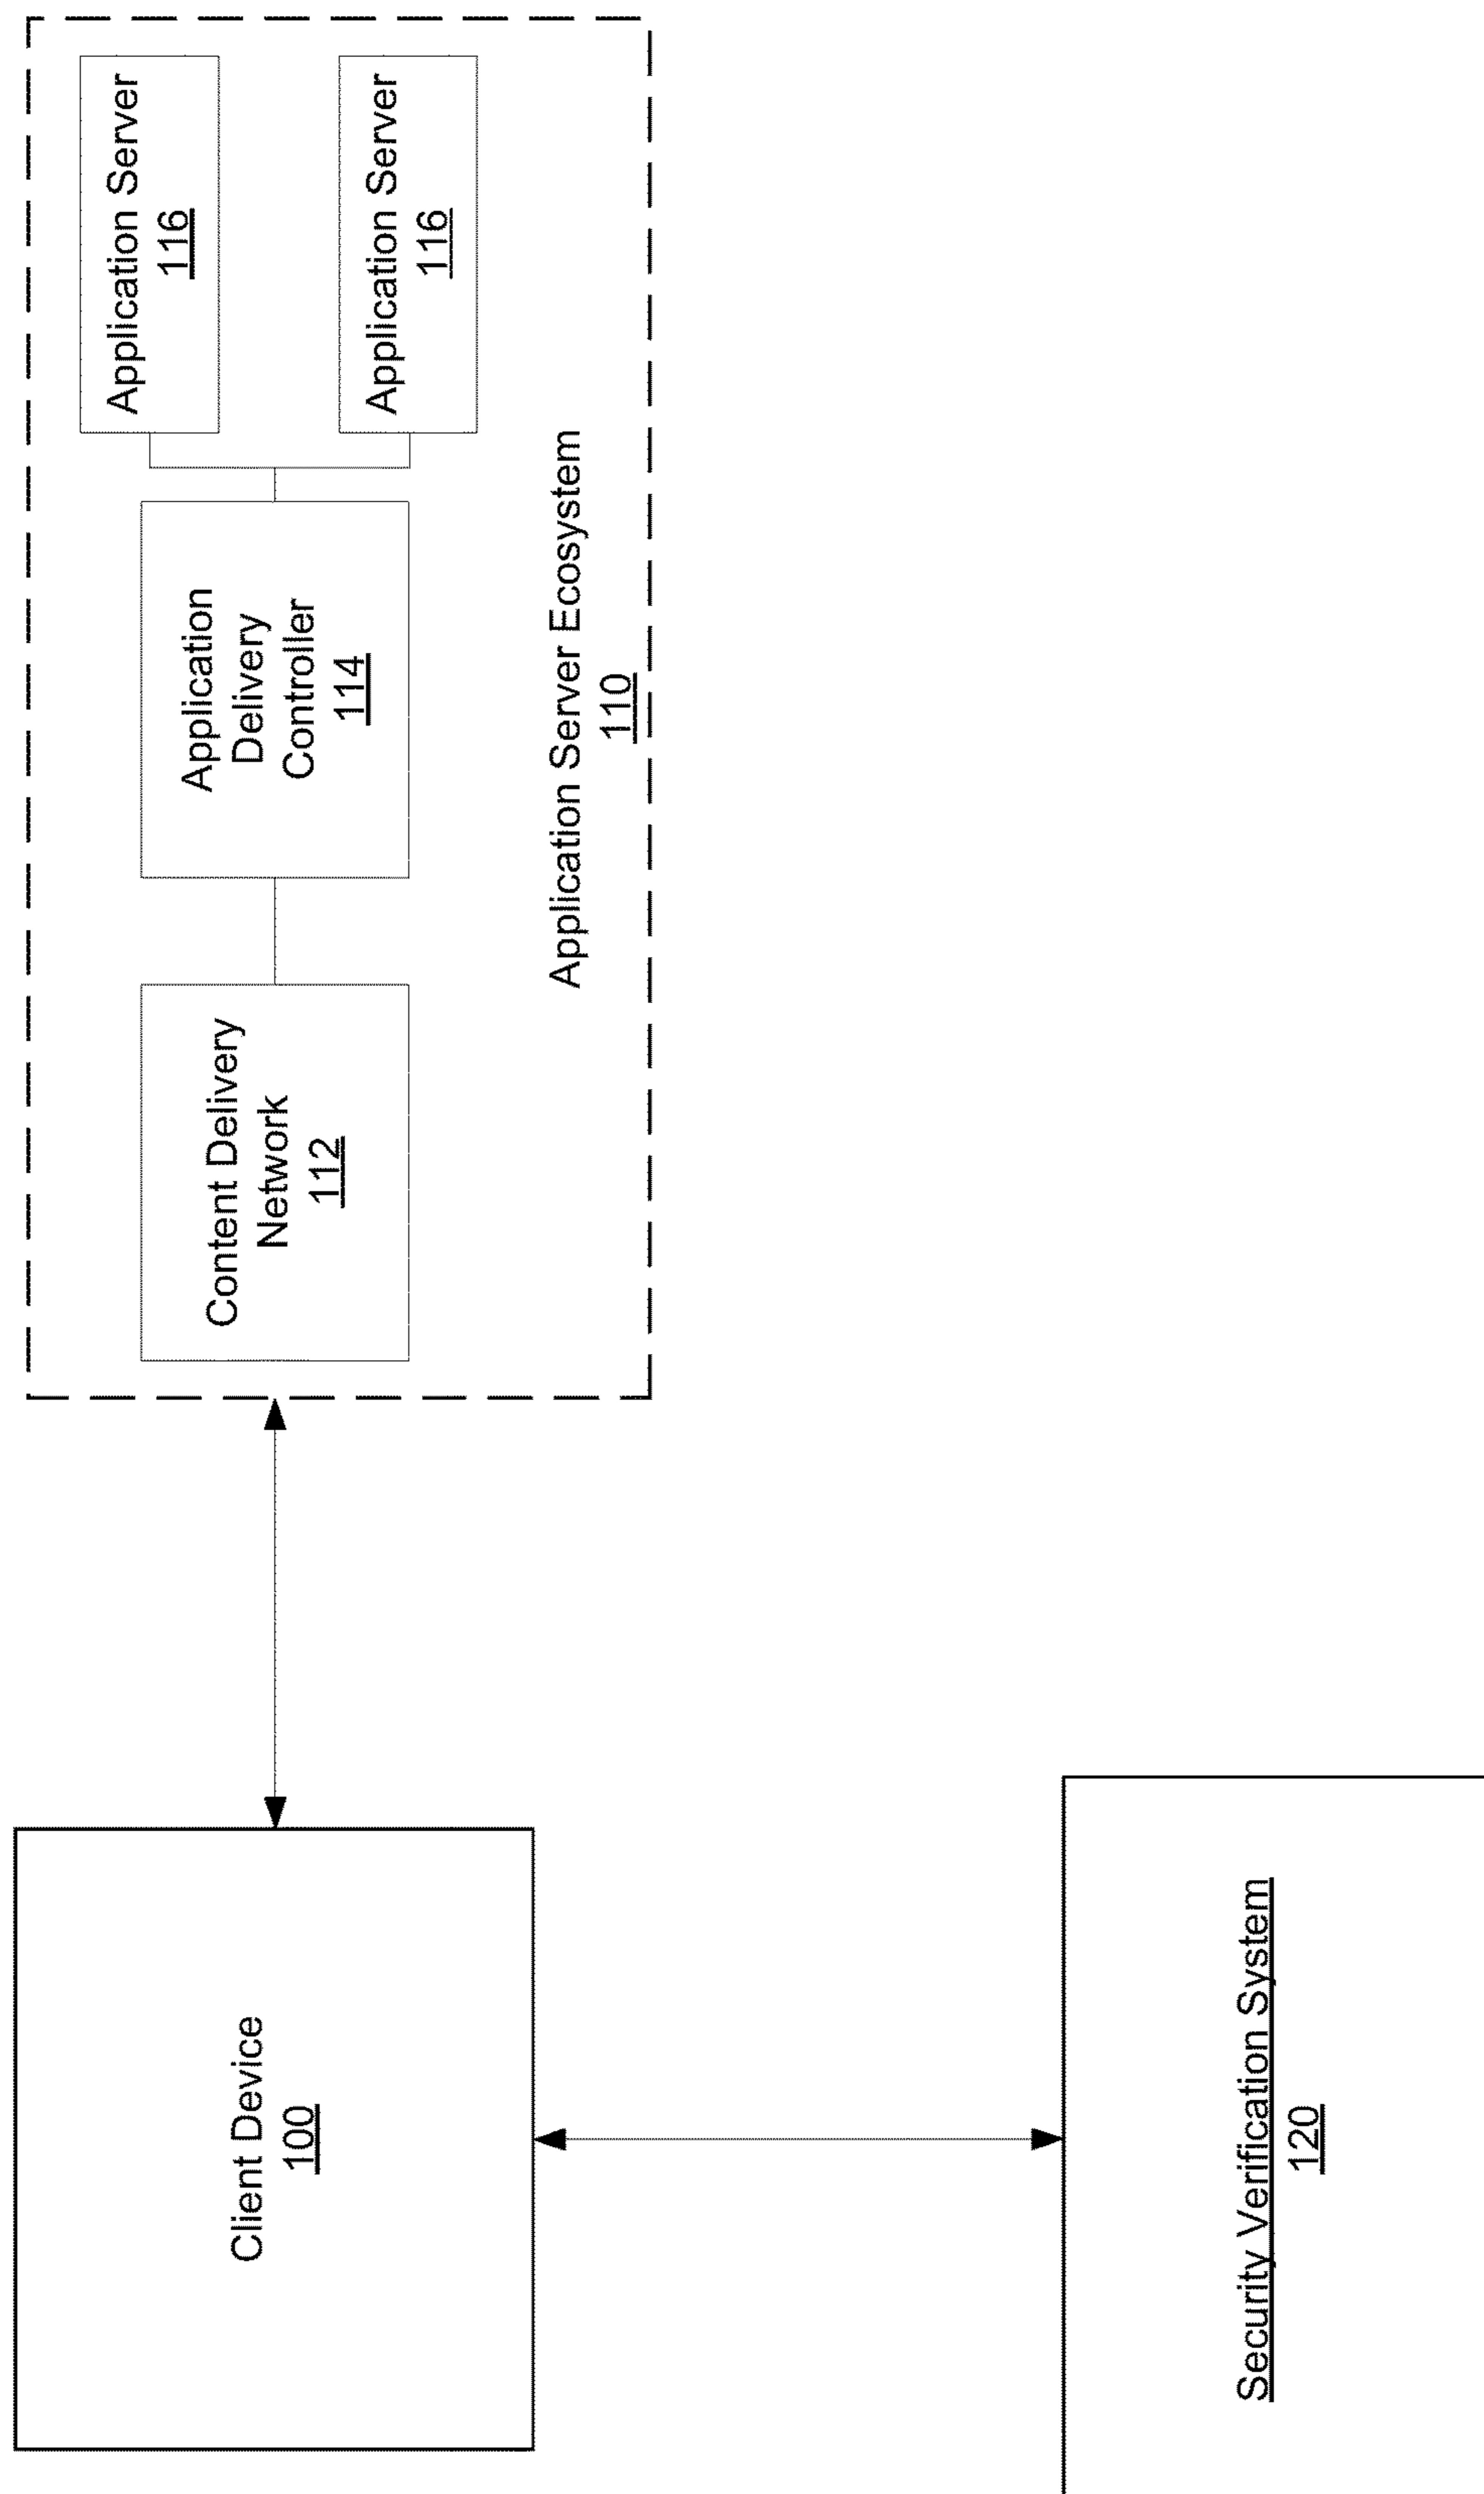 Client Device
100
Content Delivery
Network
112
Application
Delivery
Controller
114
Application Server
116
Application Server
116
Application Server Ecosystem
110
Security Verification System
120